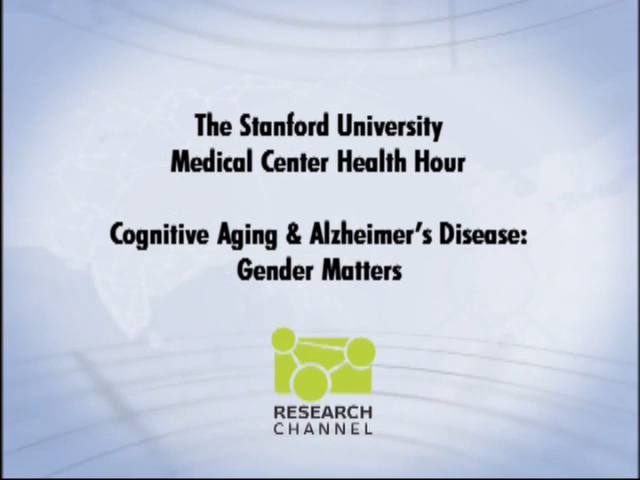 The Stanford University
Medical Center Health Hour
Cognitive Aging & Alzheimer's Disease:
Gender Matters
RESEARCH
CHANNEL